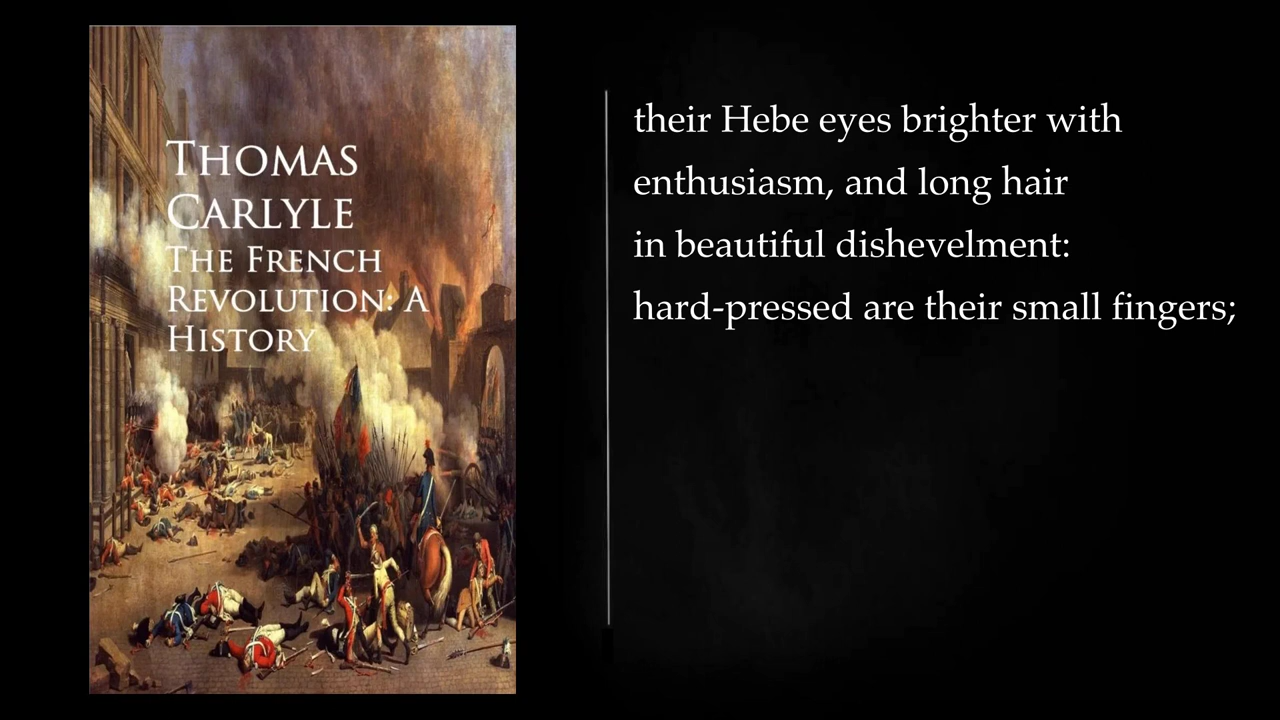 THOMAS
CARLYLE
THE FRENCH
REVOLUTION: A
HISTORY
their Hebe eyes brighter with
enthusiasm, and long hair
in beautiful dishevelment:
hard-pressed are their small fingers;